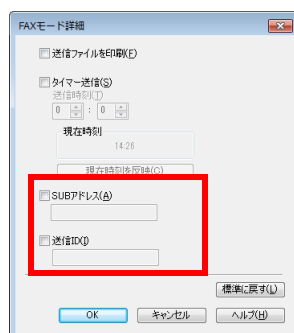 FAXモード詳細
送信ファイルを印刷(F)
タイマー送信(S)
送信時刻(T)
0 : 0
現在時刻
14:26
現在時刻を反映(C)
SUBアドレス(A)
送信ID(I)
標準に戻す(L)
OK キャンセル ヘルプ(H)